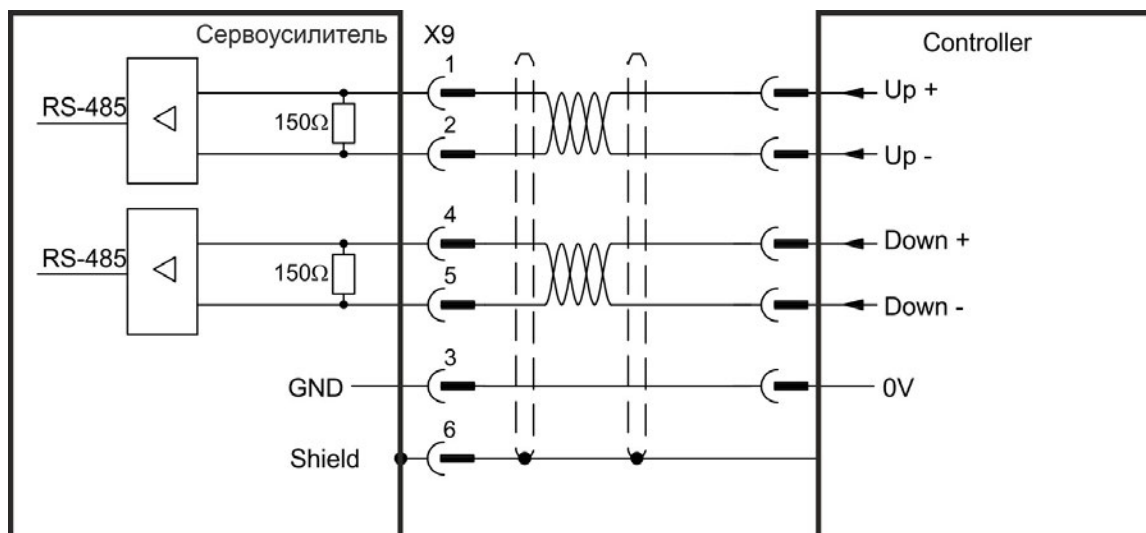 Сервоусилитель
X9
Controller
1
RS-485
150Ω
Up +
2
Up -
4
Down +
RS-485
150Ω
5
Down -
3
GND
0V
6
Shield